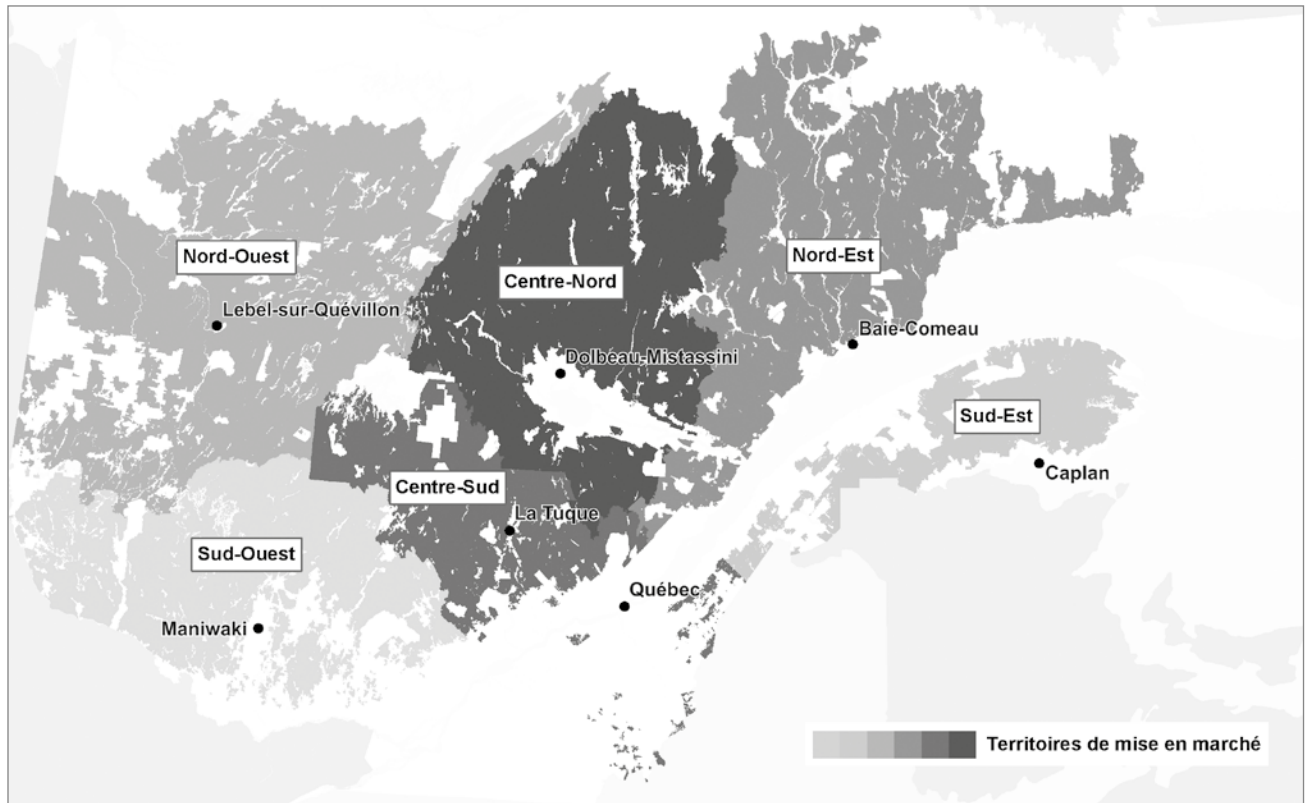 Nord-Ouest
Nord-Est
Centre-Nord
Lebel-sur-Quévillon
Baie-Comeau
Dolbeau-Mistassini
Sud-Est
Caplan
Centre-Sud
La Tuque
Sud-Ouest
Québec
Maniwaki
Territoires de mise en marché